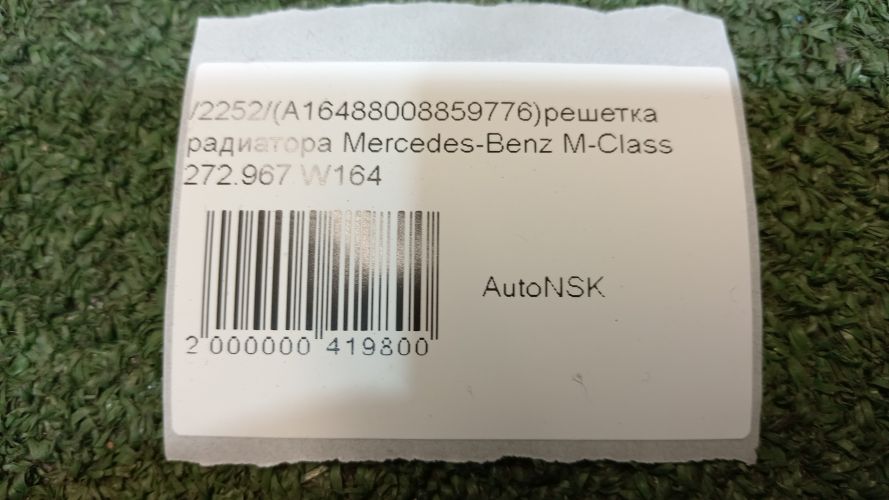 /2252/(A16488008859776)решетка
радиатора Mercedes-Benz M-Class
272.967 W164
AutoNSK
2 000000 419800